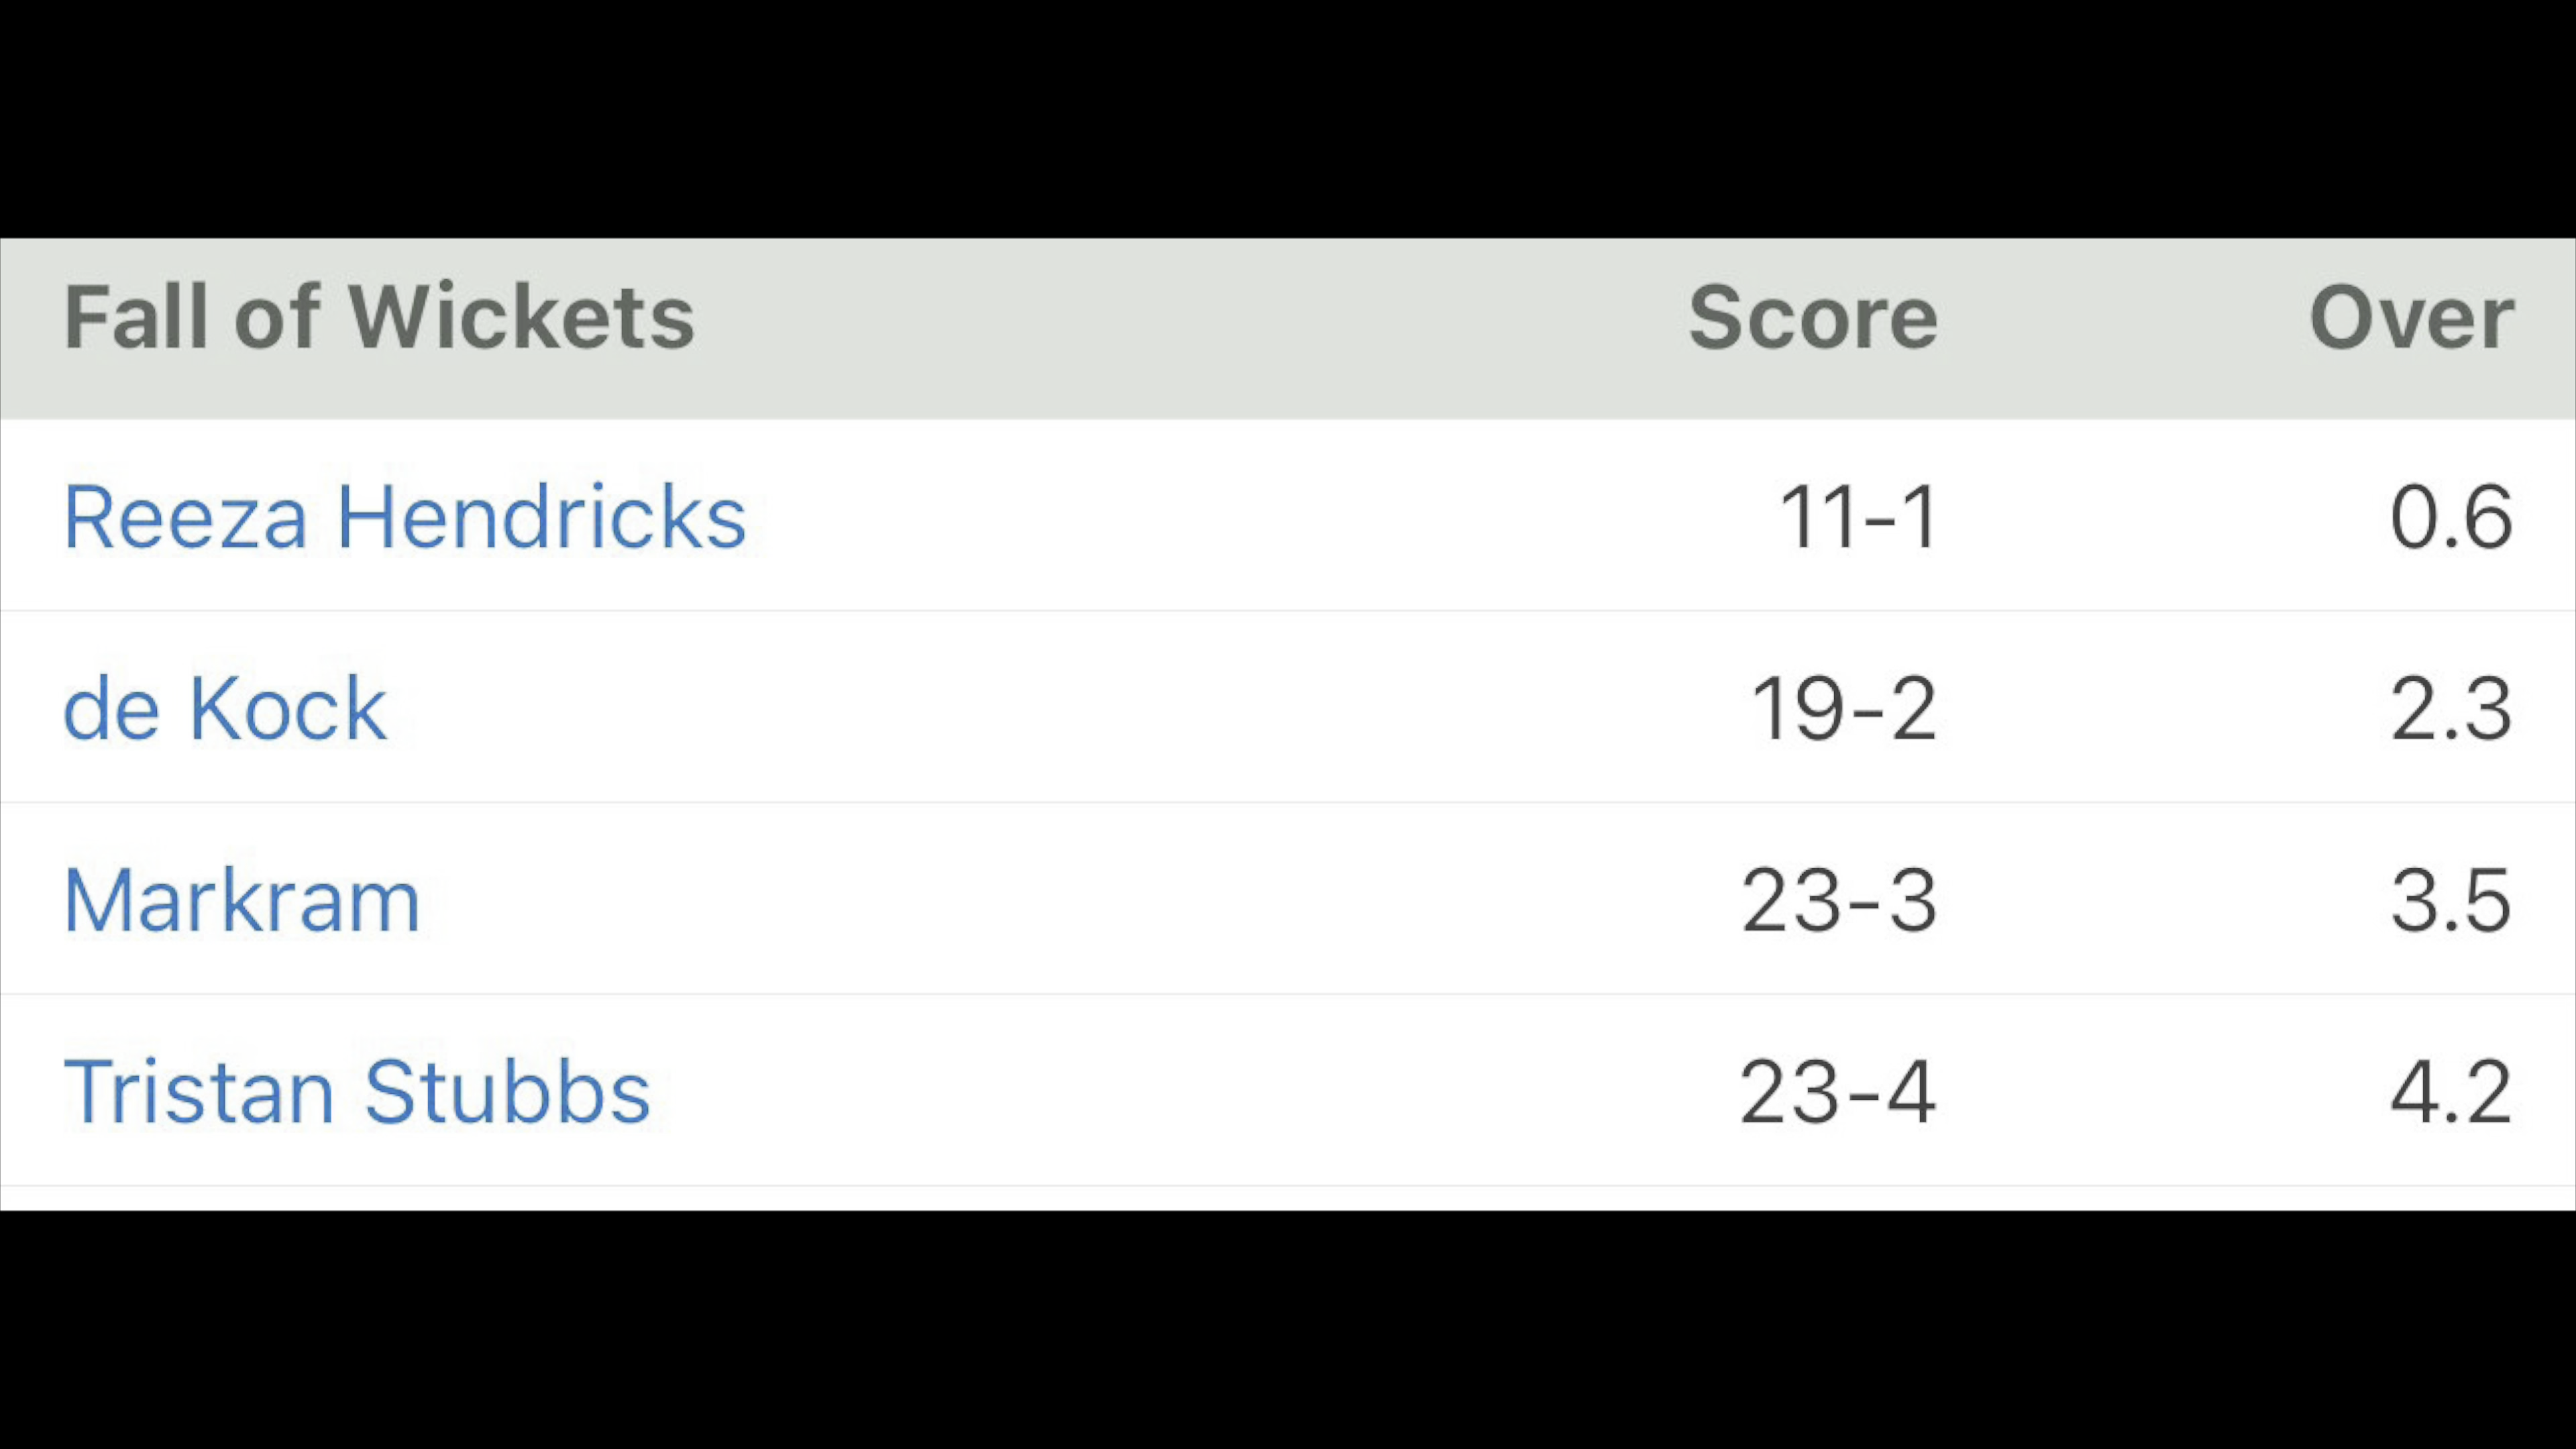 Fall of Wickets Score Over
Reeza Hendricks 11-1 0.6
de Kock 19-2 2.3
Markram 23-3 3.5
Tristan Stubbs 23-4 4.2